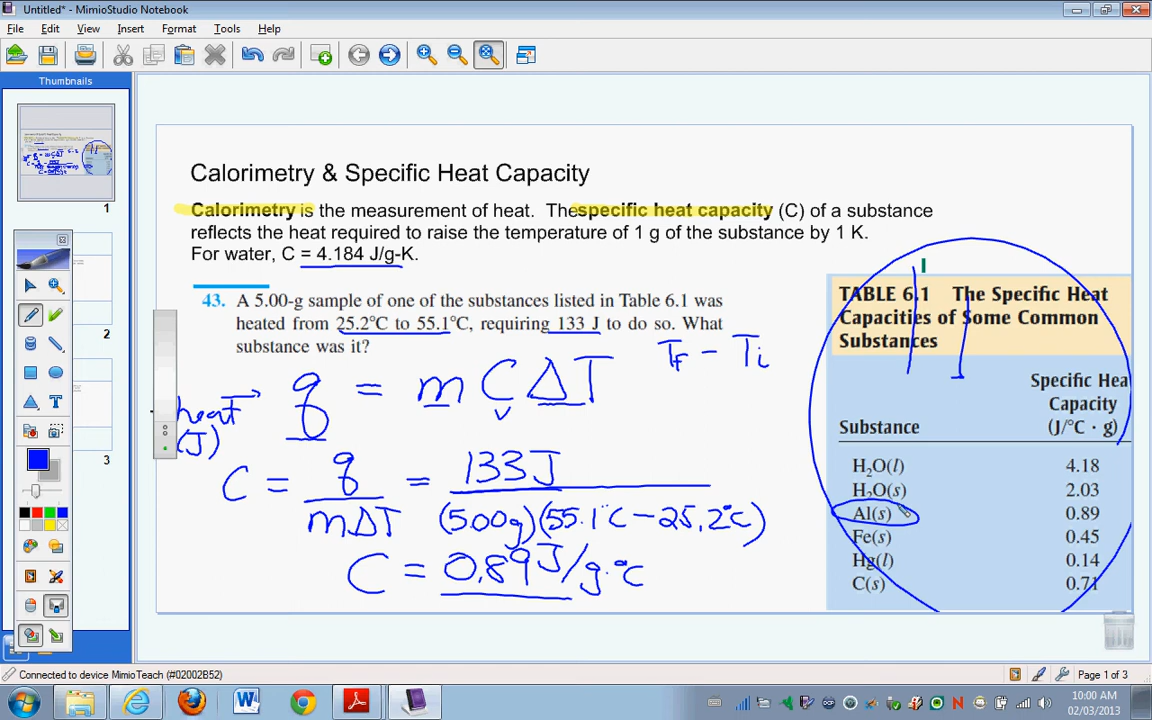 Untitled* - MimioStudio Notebook
File Edit View Insert Format Tools Help
Thumbnails
1
2
3
Calorimetry & Specific Heat Capacity
Calorimetry is the measurement of heat. The specific heat capacity (C) of a substance
reflects the heat required to raise the temperature of 1 g of the substance by 1 K.
For water, C = 4.184 J/g-K.
43. A 5.00-g sample of one of the substances listed in Table 6.1 was
heated from 25.2°C to 55.1°C, requiring 133 J to do so. What
substance was it?
Tf - Ti
heat
(J)
q = m C ΔT
C = q / mΔT = 133 J / (5.00g)(55.1°C - 25.2°C)
C = 0.89 J/g·°C
TABLE 6.1 The Specific Heat
Capacities of Some Common
Substances
Specific Hea
Capacity
Substance (J/°C · g)
H2O(l) 4.18
H2O(s) 2.03
Al(s) 0.89
Fe(s) 0.45
Hg(l) 0.14
C(s) 0.71
Connected to device MimioTeach (#02002B52)
Page 1 of 3
10:00 AM
02/03/2013